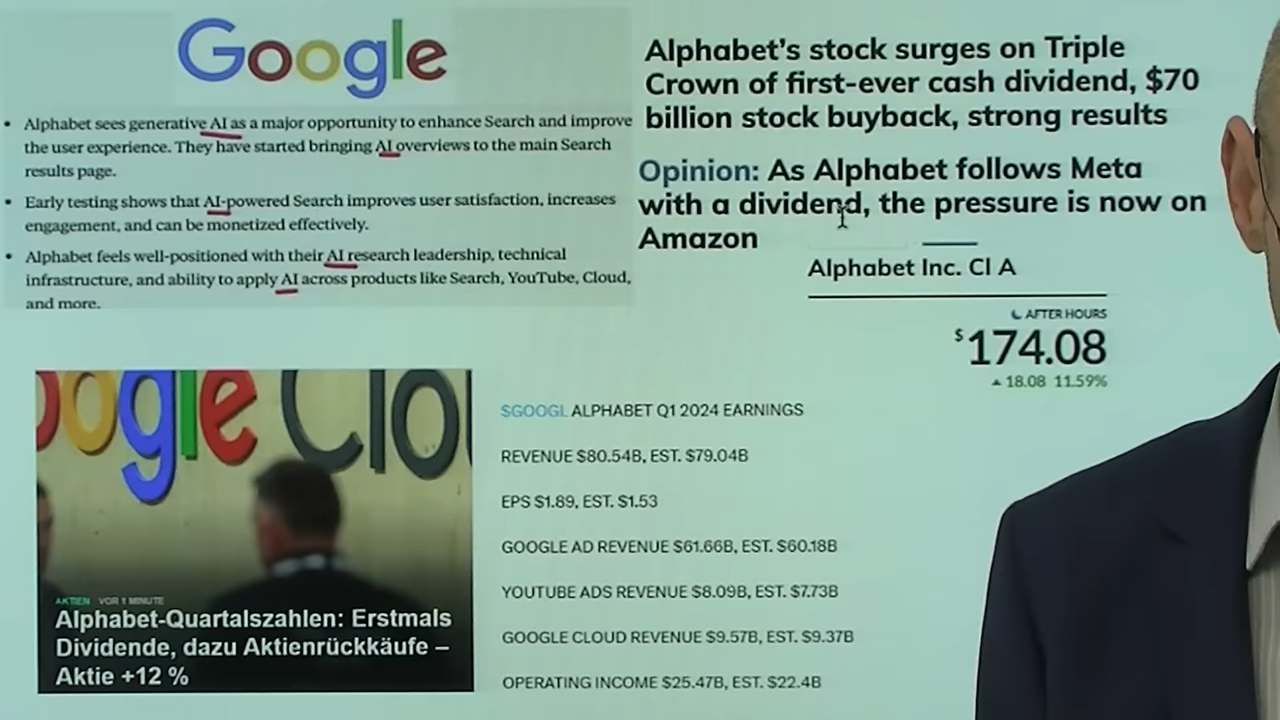 Google
• Alphabet sees generative AI as a major opportunity to enhance Search and improve
the user experience. They have started bringing AI overviews to the main Search
results page.
• Early testing shows that AI-powered Search improves user satisfaction, increases
engagement, and can be monetized effectively.
• Alphabet feels well-positioned with their AI research leadership, technical
infrastructure, and ability to apply AI across products like Search, YouTube, Cloud,
and more.
Alphabet's stock surges on Triple
Crown of first-ever cash dividend, $70
billion stock buyback, strong results
Opinion: As Alphabet follows Meta
with a dividend, the pressure is now on
Amazon
Alphabet Inc. Cl A
AFTER HOURS
$174.08
▲ 18.08 11.59%
ogle Clo
AKTIEN VOR 1 MINUTE
Alphabet-Quartalszahlen: Erstmals
Dividende, dazu Aktienrückkäufe –
Aktie +12 %
$GOOGL ALPHABET Q1 2024 EARNINGS
REVENUE $80.54B, EST. $79.04B
EPS $1.89, EST. $1.53
GOOGLE AD REVENUE $61.66B, EST. $60.18B
YOUTUBE ADS REVENUE $8.09B, EST. $7.73B
GOOGLE CLOUD REVENUE $9.57B, EST. $9.37B
OPERATING INCOME $25.47B, EST. $22.4B